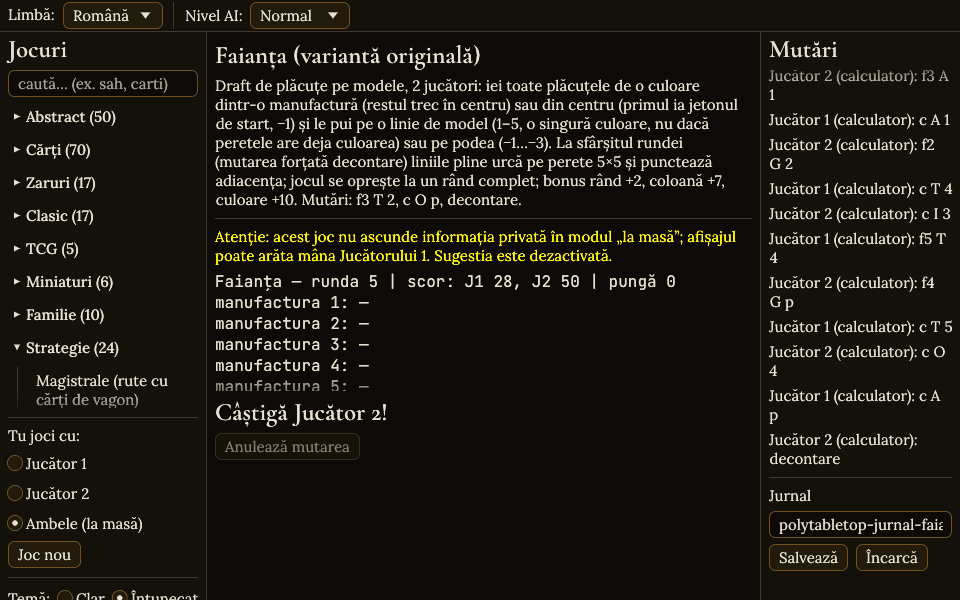 Limbă: Română ▼ Nivel AI: Normal ▼
Jocuri
caută... (ex. sah, carti)
▸ Abstract (50)
▸ Cărți (70)
▸ Zaruri (17)
▸ Clasic (17)
▸ TCG (5)
▸ Miniaturi (6)
▸ Familie (10)
▾ Strategie (24)
Magistrale (rute cu
cărți de vagon)
Tu joci cu:
Jucător 1
Jucător 2
Ambele (la masă)
Joc nou
Temă: Clar Întunecat
Faianța (variantă originală)
Draft de plăcuțe pe modele, 2 jucători: iei toate plăcuțele de o culoare
dintr-o manufactură (restul trec în centru) sau din centru (primul ia jetonul
de start, −1) și le pui pe o linie de model (1–5, o singură culoare, nu dacă
peretele are deja culoarea) sau pe podea (−1…−3). La sfârșitul rundei
(mutarea forțată decontare) liniile pline urcă pe perete 5×5 și punctează
adiacența; jocul se oprește la un rând complet; bonus rând +2, coloană +7,
culoare +10. Mutări: f3 T 2, c O p, decontare.
Atenție: acest joc nu ascunde informația privată în modul „la masă”; afișajul
poate arăta mâna Jucătorului 1. Sugestia este dezactivată.
Faianța — runda 5 | scor: J1 28, J2 50 | pungă 0
manufactura 1: —
manufactura 2: —
manufactura 3: —
manufactura 4: —
manufactura 5: —
Câștigă Jucător 2!
Anulează mutarea
Mutări
Jucător 2 (calculator): f3 A
1
Jucător 1 (calculator): c A 1
Jucător 2 (calculator): f2
G 2
Jucător 1 (calculator): c T 4
Jucător 2 (calculator): c I 3
Jucător 1 (calculator): f5 T
4
Jucător 2 (calculator): f4
G p
Jucător 1 (calculator): c T 5
Jucător 2 (calculator): c O
4
Jucător 1 (calculator): c A
p
Jucător 2 (calculator):
decontare
Jurnal
polytabletop-jurnal-faia
Salvează Încarcă